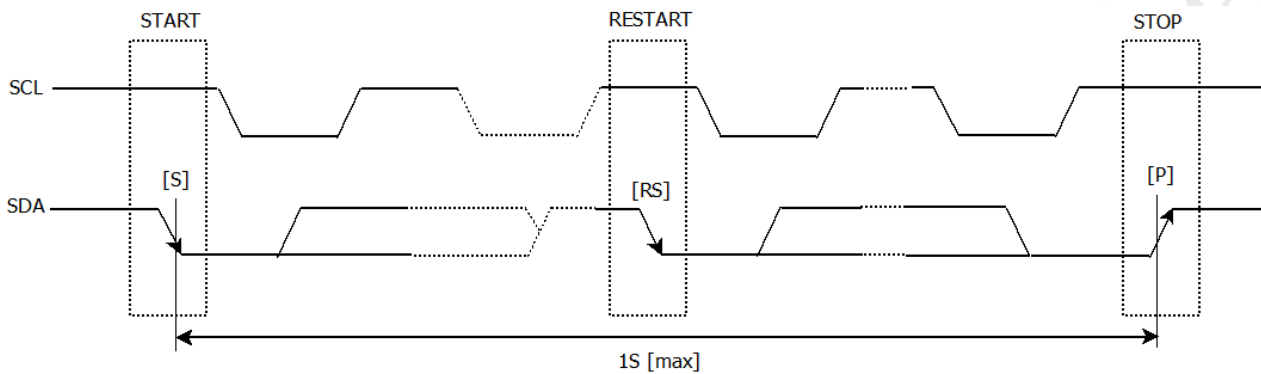 START
RESTART
STOP
SCL
[S]
[RS]
[P]
SDA
1S [max]